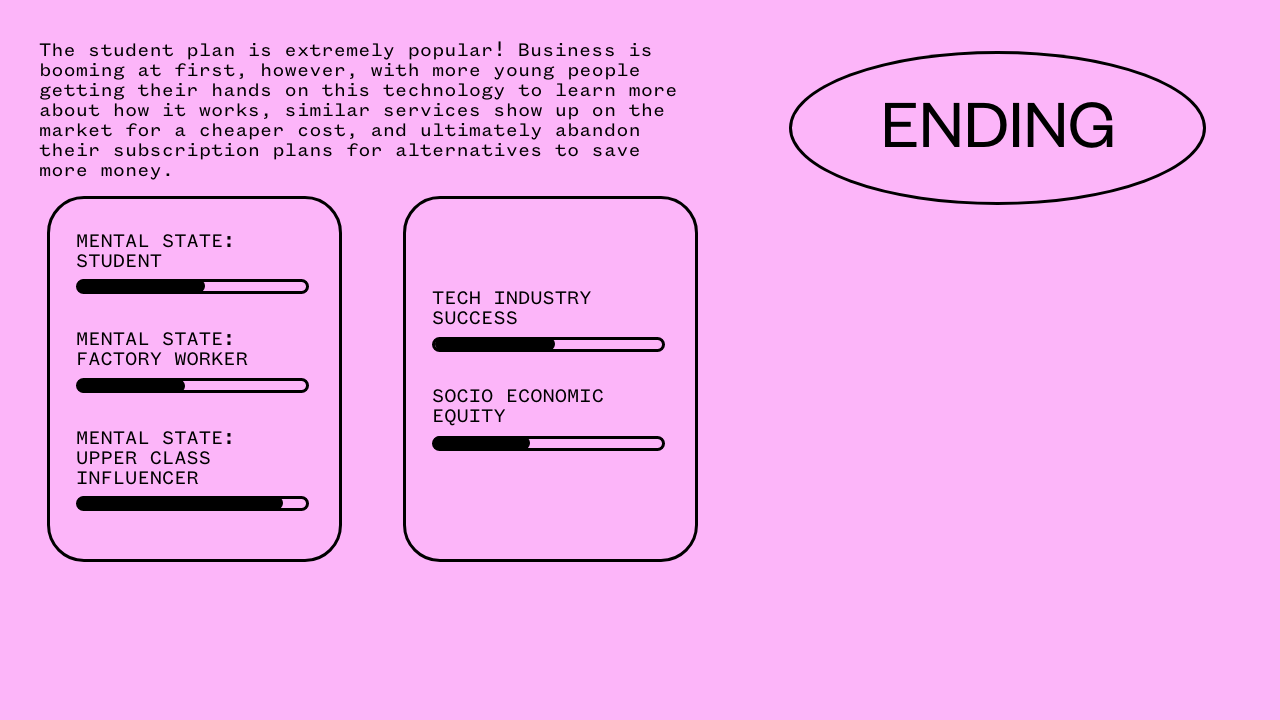 The student plan is extremely popular! Business is
booming at first, however, with more young people
getting their hands on this technology to learn more
about how it works, similar services show up on the
market for a cheaper cost, and ultimately abandon
their subscription plans for alternatives to save
more money.
ENDING
MENTAL STATE:
STUDENT
MENTAL STATE:
FACTORY WORKER
MENTAL STATE:
UPPER CLASS
INFLUENCER
TECH INDUSTRY
SUCCESS
SOCIO ECONOMIC
EQUITY